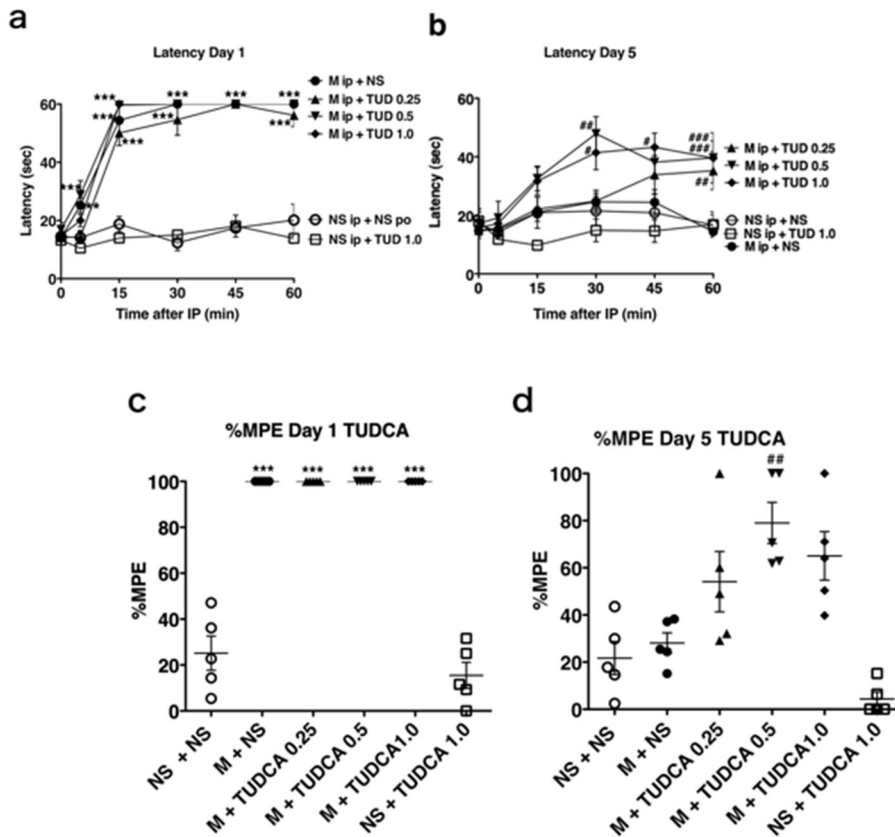 a
Latency Day 1
Latency (sec)
60
40
20
0
0 15 30 45 60
Time after IP (min)
***
***
***
***
***
***
***
***
***
***
**
M ip + NS
M ip + TUD 0.25
M ip + TUD 0.5
M ip + TUD 1.0
NS ip + NS po
NS ip + TUD 1.0
b
Latency Day 5
Latency (sec)
60
40
20
0
0 15 30 45 60
Time after IP (min)
##
#
#
###
###
##
M ip + TUD 0.25
M ip + TUD 0.5
M ip + TUD 1.0
NS ip + NS
NS ip + TUD 1.0
M ip + NS
c
%MPE Day 1 TUDCA
%MPE
100
80
60
40
20
0
*** *** *** ***
NS + NS
M + NS
M + TUDCA 0.25
M + TUDCA 0.5
M + TUDCA1.0
NS + TUDCA 1.0
d
%MPE Day 5 TUDCA
%MPE
100
80
60
40
20
0
##
NS + NS
M + NS
M + TUDCA 0.25
M + TUDCA 0.5
M + TUDCA 1.0
NS + TUDCA 1.0